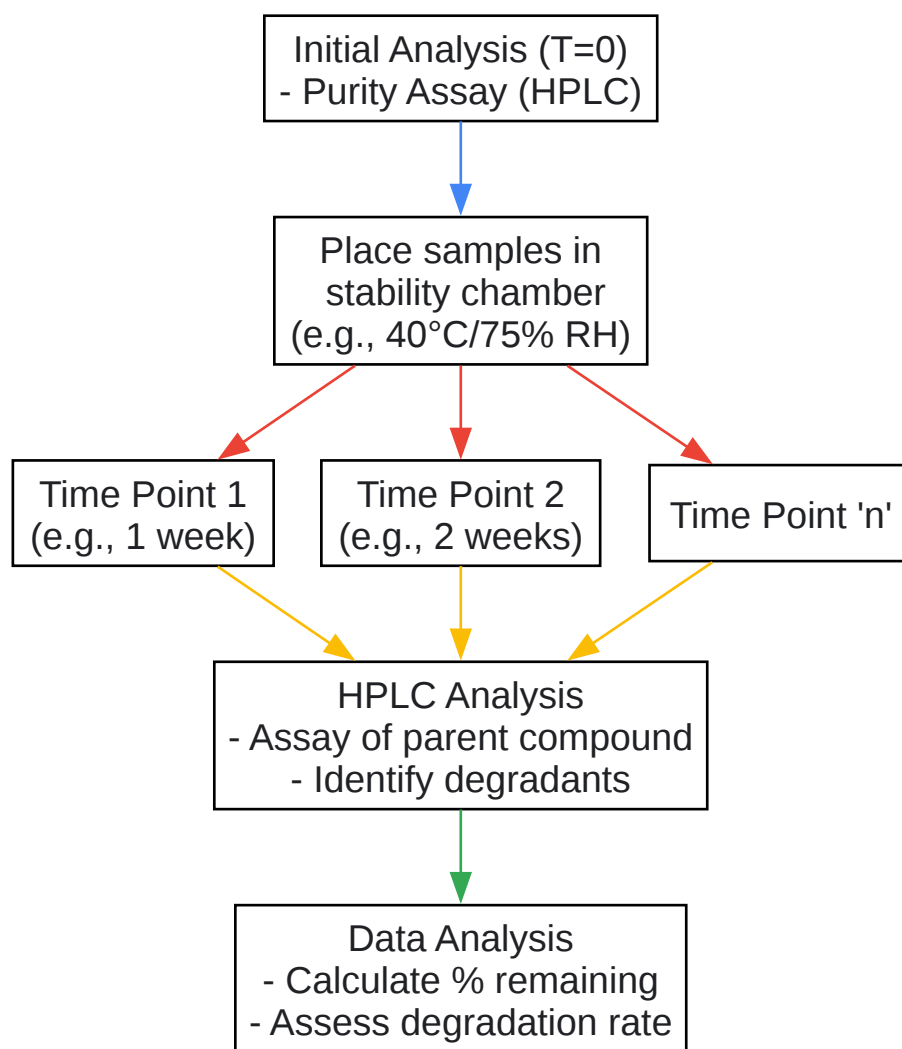 Initial Analysis (T=0)
- Purity Assay (HPLC)
Place samples in
stability chamber
(e.g., 40°C/75% RH)
Time Point 1
(e.g., 1 week)
Time Point 2
(e.g., 2 weeks)
Time Point 'n'
HPLC Analysis
- Assay of parent compound
- Identify degradants
Data Analysis
- Calculate % remaining
- Assess degradation rate